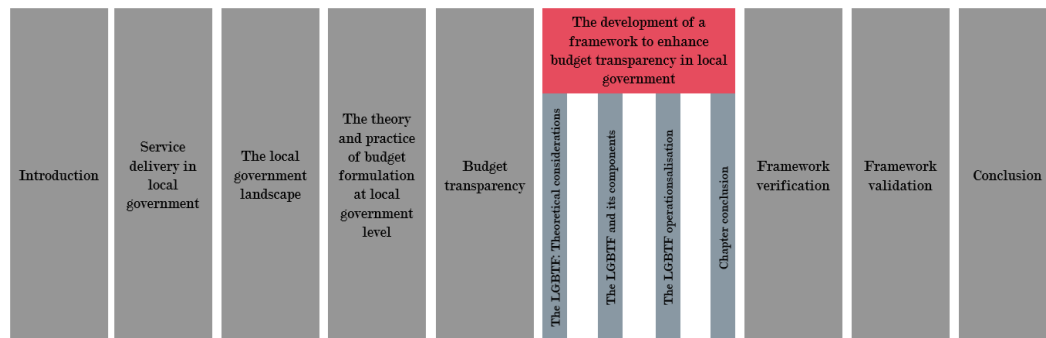 Introduction
Service
delivery in
local
government
The local
government
landscape
The theory
and practice
of budget
formulation
at local
government
level
Budget
transparency
The development of a
framework to enhance
budget transparency in local
government
The LGBTF: Theoretical considerations
The LGBTF and its components
The LGBTF operationsalisation
Chapter conclusion
Framework
verification
Framework
validation
Conclusion